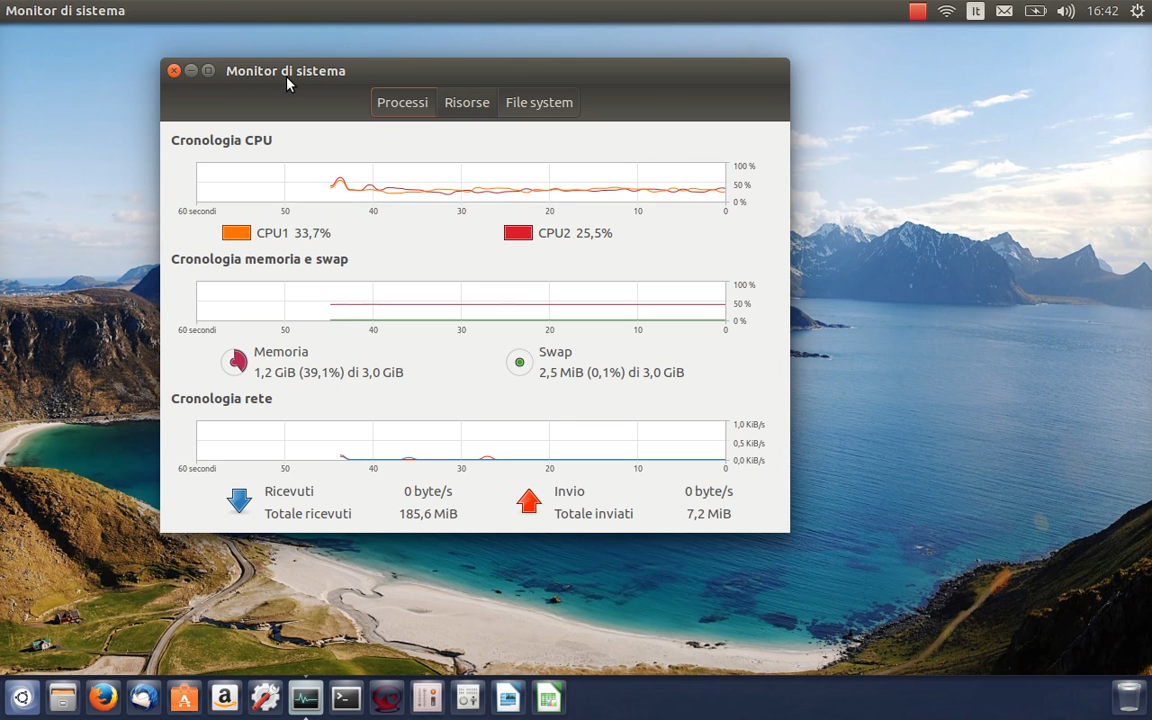 Monitor di sistema
It
16:42
Monitor di sistema
Processi Risorse File system
Cronologia CPU
100 %
50 %
0 %
60 secondi 50 40 30 20 10 0
CPU1 33,7% CPU2 25,5%
Cronologia memoria e swap
100 %
50 %
0 %
60 secondi 50 40 30 20 10 0
Memoria
1,2 GiB (39,1%) di 3,0 GiB
Swap
2,5 MiB (0,1%) di 3,0 GiB
Cronologia rete
1,0 KiB/s
0,5 KiB/s
0,0 KiB/s
60 secondi 50 40 30 20 10 0
Ricevuti 0 byte/s
Totale ricevuti 185,6 MiB
Invio 0 byte/s
Totale inviati 7,2 MiB